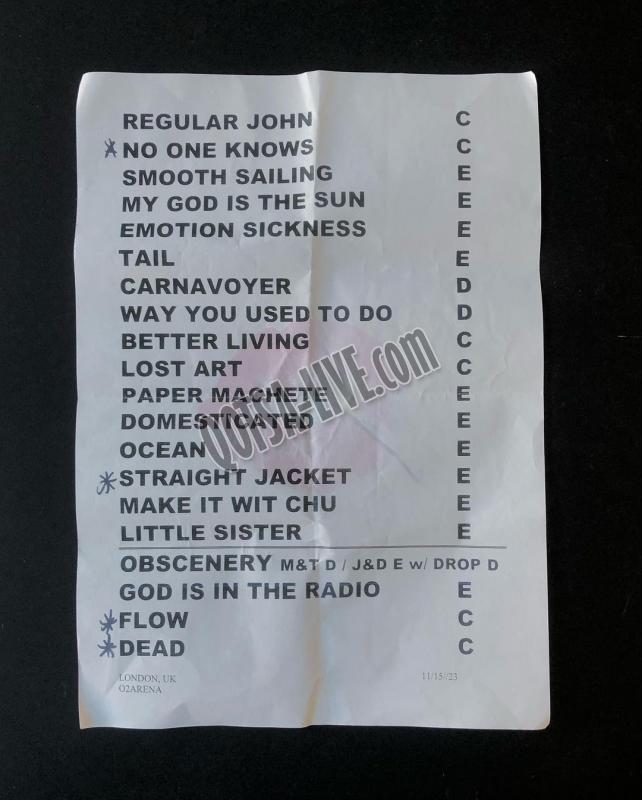 REGULAR JOHN C
* NO ONE KNOWS C
SMOOTH SAILING E
MY GOD IS THE SUN E
EMOTION SICKNESS E
TAIL E
CARNAVOYER D
WAY YOU USED TO DO D
BETTER LIVING C
LOST ART C
PAPER MACHETE E
DOMESTICATED E
OCEAN E
* STRAIGHT JACKET E
MAKE IT WIT CHU E
LITTLE SISTER E
OBSCENERY M&T D / J&D E w/ DROP D
GOD IS IN THE RADIO E
* FLOW C
* DEAD C
LONDON, UK 11/15//23
O2ARENA
QOTSA-LIVE.com